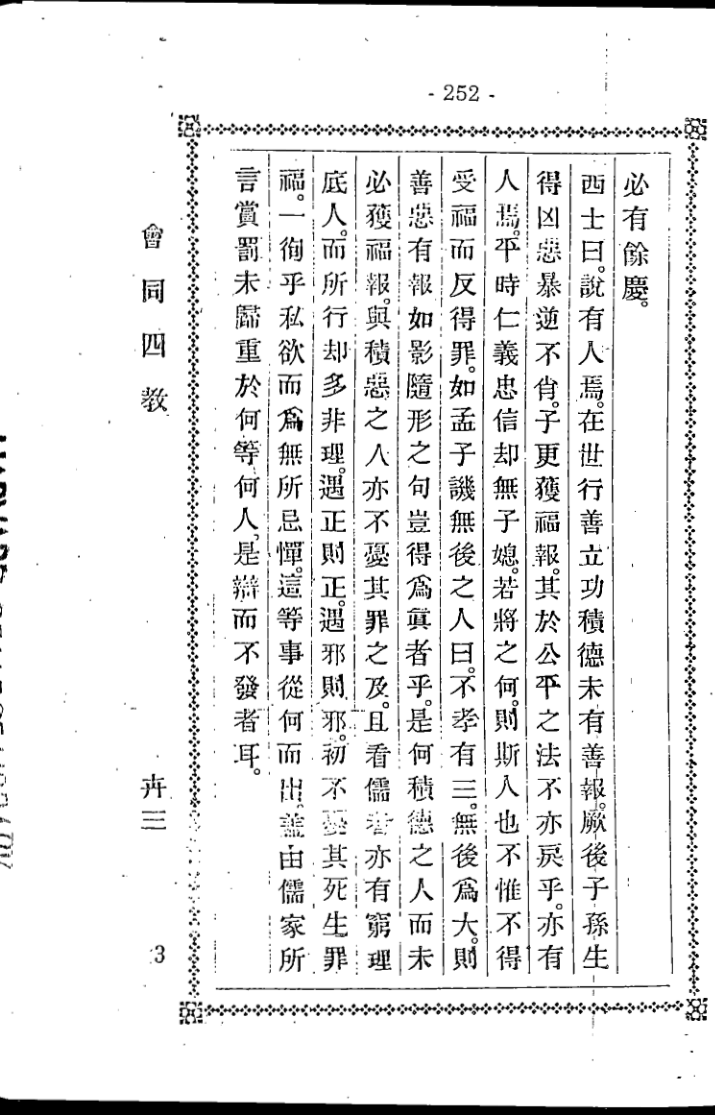 - 252 -
必有餘慶。
西士曰。說有人焉。在世行善立功積德未有善報。厥後子孫生
得凶惡暴逆不肖。子更獲福報。其於公平之法不亦戾乎。亦有
人焉。平時仁義忠信却無子媳。若將之何。則斯人也不惟不得
受福而反得罪。如孟子譏無後之人曰。不孝有三。無後爲大。則
善惡有報如影隨形之句豈得爲眞者乎。是何積德之人而未
必獲福報。與積惡之人亦不憂其罪之及。且看儒者亦有窮理
底人。而所行却多非理。遇正則正。遇邪則邪。初不憂其死生罪
福。一徇乎私欲而爲無所忌憚。這等事從何而出。蓋由儒家所
言賞罰未歸重於何等何人、是辯而不發者耳。
會同四敎
卉三
3